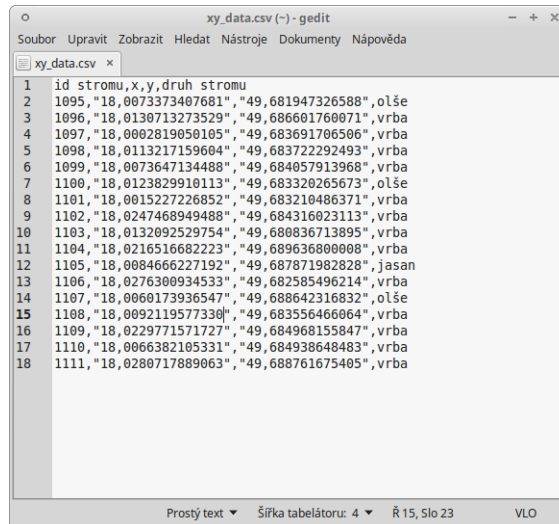 xy_data.csv (~) - gedit
Soubor Upravit Zobrazit Hledat Nástroje Dokumenty Nápověda
xy_data.csv ×
1 id stromu,x,y,druh stromu
2 1095,"18,0073373407681","49,681947326588",olše
3 1096,"18,0130713273529","49,686601760071",vrba
4 1097,"18,0002819050105","49,683691706506",vrba
5 1098,"18,0113217159604","49,683722292493",vrba
6 1099,"18,0073647134488","49,684057913968",vrba
7 1100,"18,0123829910113","49,683320265673",olše
8 1101,"18,0015227226852","49,683210486371",vrba
9 1102,"18,0247468949488","49,684316023113",vrba
10 1103,"18,0132092529754","49,680836713895",vrba
11 1104,"18,0216516682223","49,689636800008",vrba
12 1105,"18,0084666227192","49,687871982828",jasan
13 1106,"18,0276300934533","49,682585496214",vrba
14 1107,"18,0060173936547","49,688642316832",olše
15 1108,"18,0092119577330","49,683556466064",vrba
16 1109,"18,0229771571727","49,684968155847",vrba
17 1110,"18,0066382105331","49,684938648483",vrba
18 1111,"18,0280717889063","49,688761675405",vrba
Prostý text Šířka tabelátoru: 4 Ř 15, Slo 23 VLO